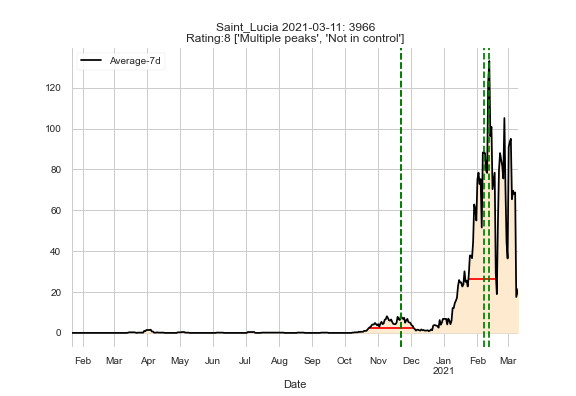 Saint_Lucia 2021-03-11: 3966
Rating:8 ['Multiple peaks', 'Not in control']
Average-7d
120
100
80
60
40
20
0
Feb Mar Apr May Jun Jul Aug Sep Oct Nov Dec Jan Feb Mar
2021
Date